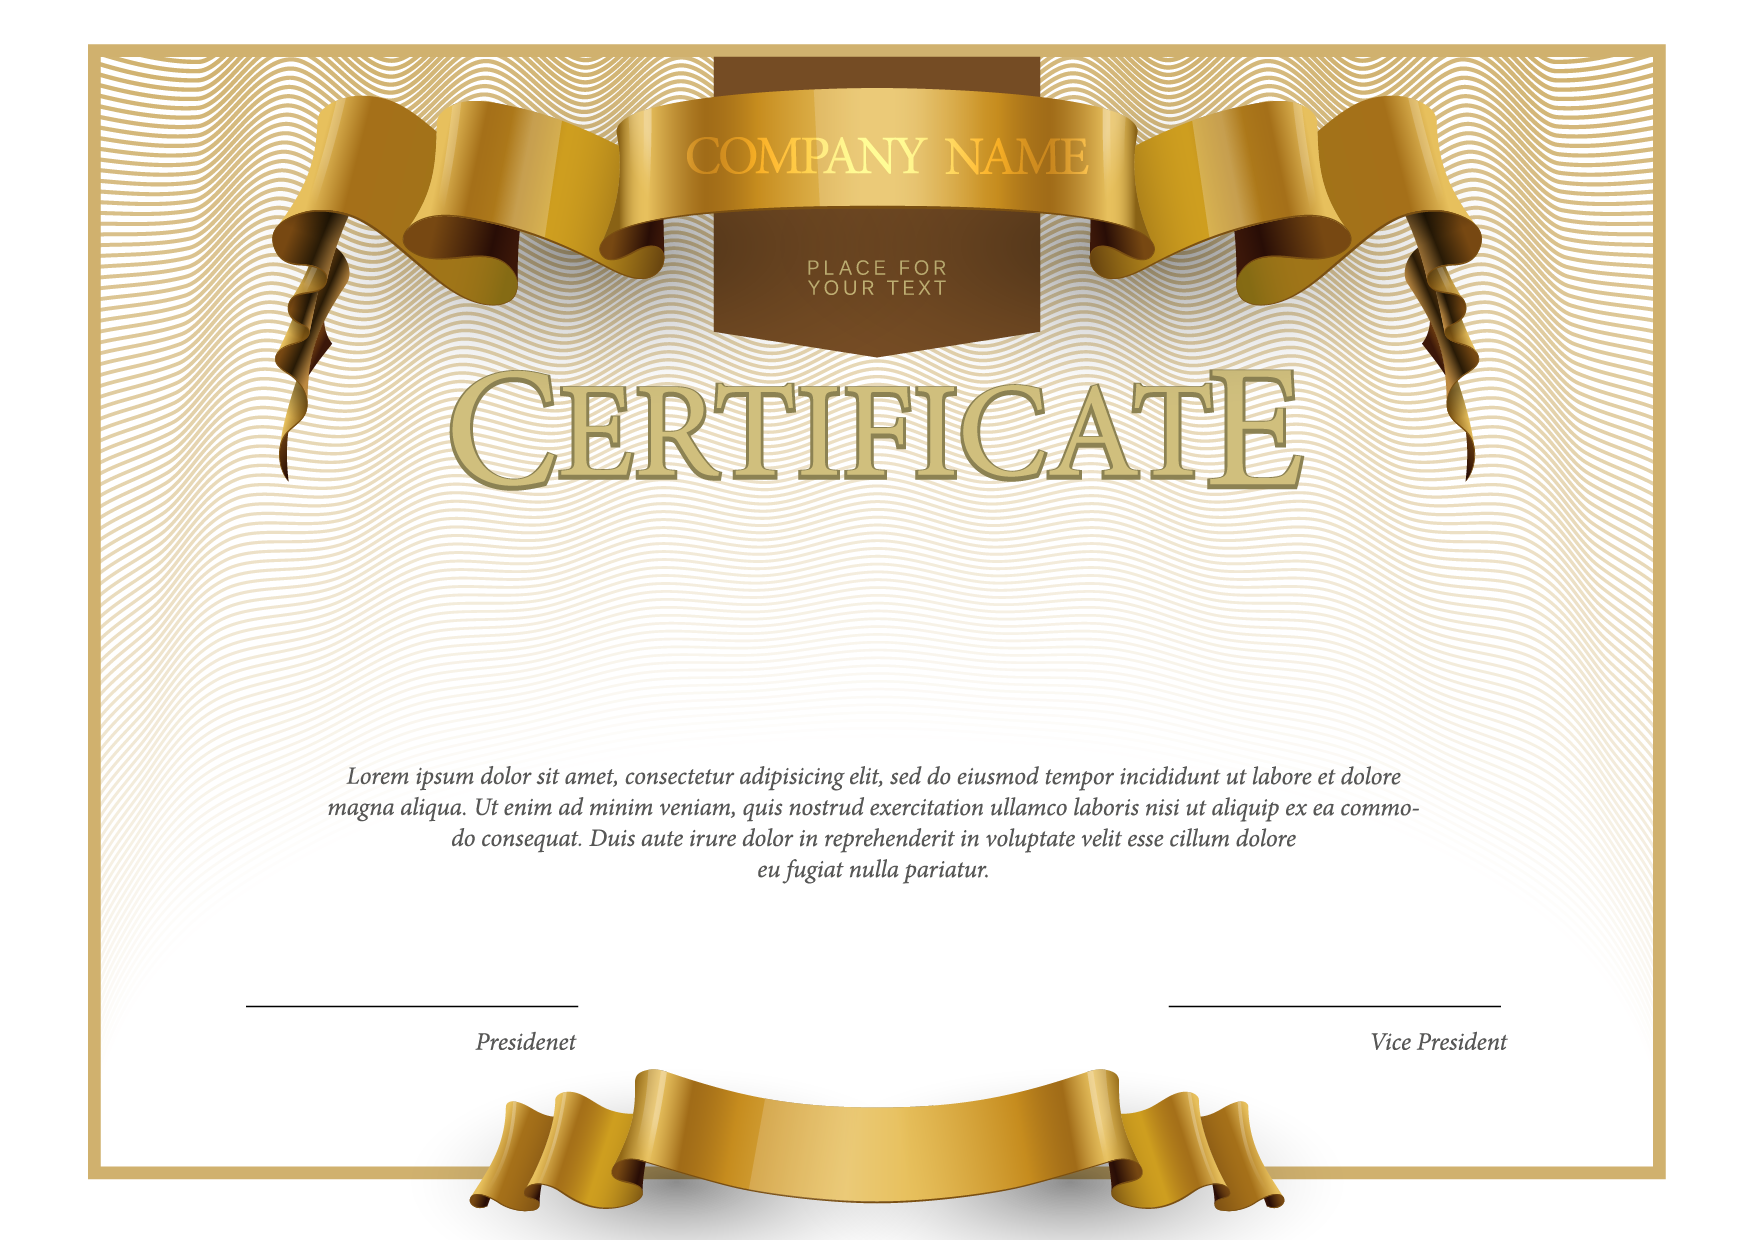 COMPANY NAME
PLACE FOR
YOUR TEXT
CERTIFICATE
Lorem ipsum dolor sit amet, consectetur adipisicing elit, sed do eiusmod tempor incididunt ut labore et dolore
magna aliqua. Ut enim ad minim veniam, quis nostrud exercitation ullamco laboris nisi ut aliquip ex ea commo-
do consequat. Duis aute irure dolor in reprehenderit in voluptate velit esse cillum dolore
eu fugiat nulla pariatur.
Presidenet
Vice President